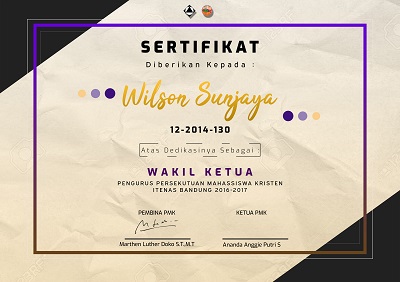 SERTIFIKAT
Diberikan Kepada :
Wilson Sunjaya
12-2014-130
Atas Dedikasinya Sebagai :
WAKIL KETUA
PENGURUS PERSEKUTUAN MAHASISWA KRISTEN
ITENAS BANDUNG 2016-2017
PEMBINA PMK KETUA PMK
Marthen Luther Doko S.T.,M.T Ananda Anggie Putri S